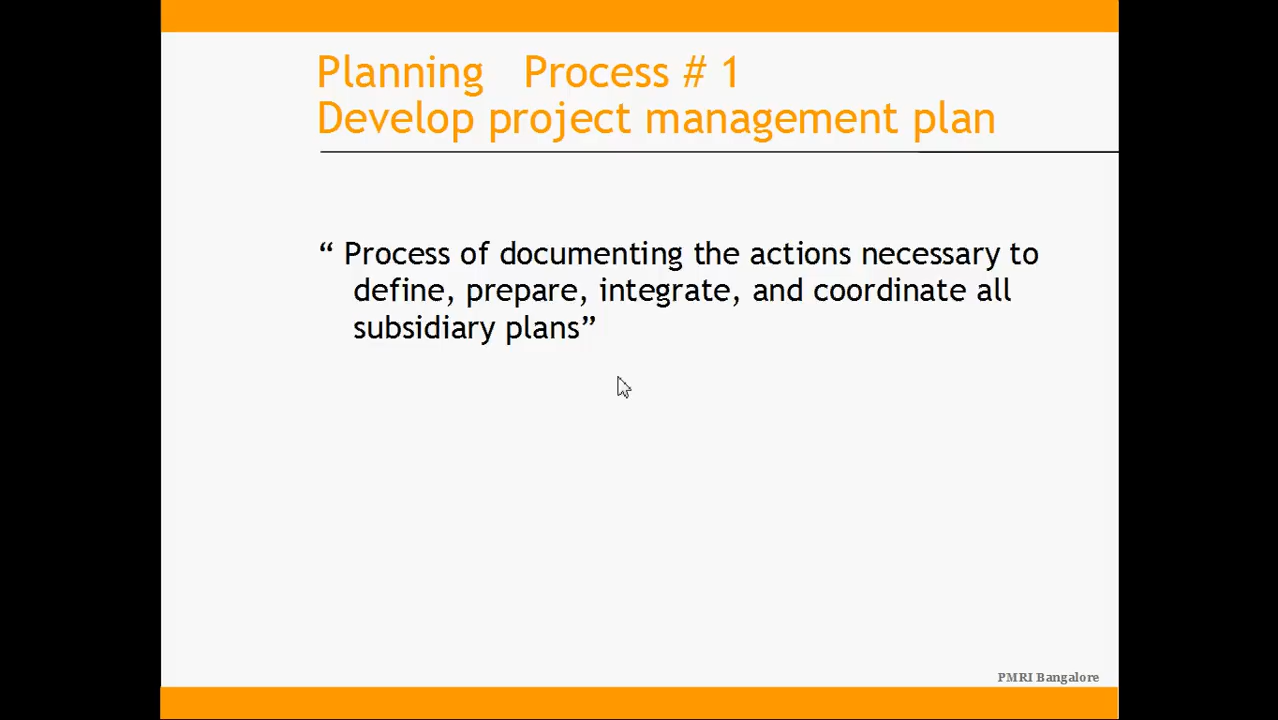 Planning Process # 1
Develop project management plan
“ Process of documenting the actions necessary to
define, prepare, integrate, and coordinate all
subsidiary plans”
PMRI Bangalore